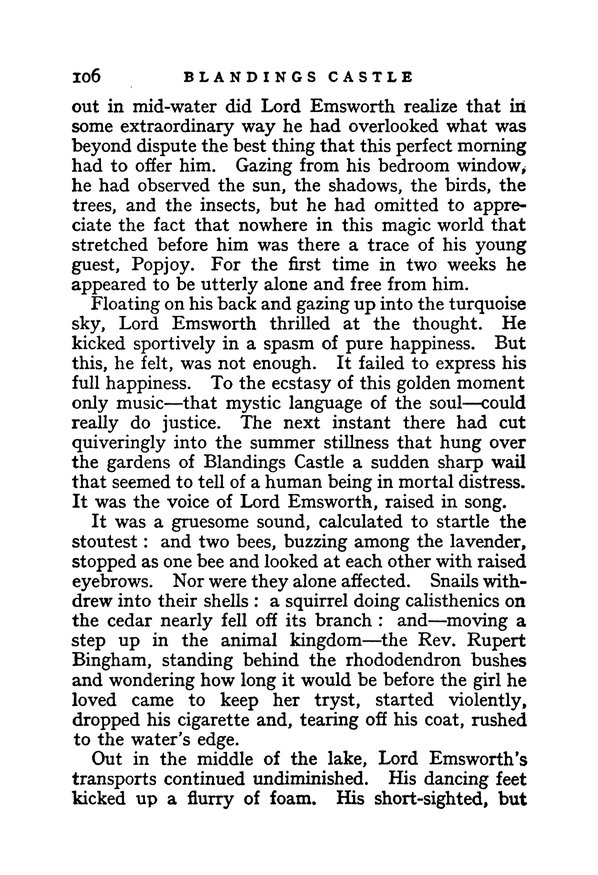 106 BLANDINGS CASTLE
out in mid-water did Lord Emsworth realize that in
some extraordinary way he had overlooked what was
beyond dispute the best thing that this perfect morning
had to offer him. Gazing from his bedroom window,
he had observed the sun, the shadows, the birds, the
trees, and the insects, but he had omitted to appre-
ciate the fact that nowhere in this magic world that
stretched before him was there a trace of his young
guest, Popjoy. For the first time in two weeks he
appeared to be utterly alone and free from him.
Floating on his back and gazing up into the turquoise
sky, Lord Emsworth thrilled at the thought. He
kicked sportively in a spasm of pure happiness. But
this, he felt, was not enough. It failed to express his
full happiness. To the ecstasy of this golden moment
only music—that mystic language of the soul—could
really do justice. The next instant there had cut
quiveringly into the summer stillness that hung over
the gardens of Blandings Castle a sudden sharp wail
that seemed to tell of a human being in mortal distress.
It was the voice of Lord Emsworth, raised in song.
It was a gruesome sound, calculated to startle the
stoutest : and two bees, buzzing among the lavender,
stopped as one bee and looked at each other with raised
eyebrows. Nor were they alone affected. Snails with-
drew into their shells : a squirrel doing calisthenics on
the cedar nearly fell off its branch : and—moving a
step up in the animal kingdom—the Rev. Rupert
Bingham, standing behind the rhododendron bushes
and wondering how long it would be before the girl he
loved came to keep her tryst, started violently,
dropped his cigarette and, tearing off his coat, rushed
to the water's edge.
Out in the middle of the lake, Lord Emsworth's
transports continued undiminished. His dancing feet
kicked up a flurry of foam. His short-sighted, but